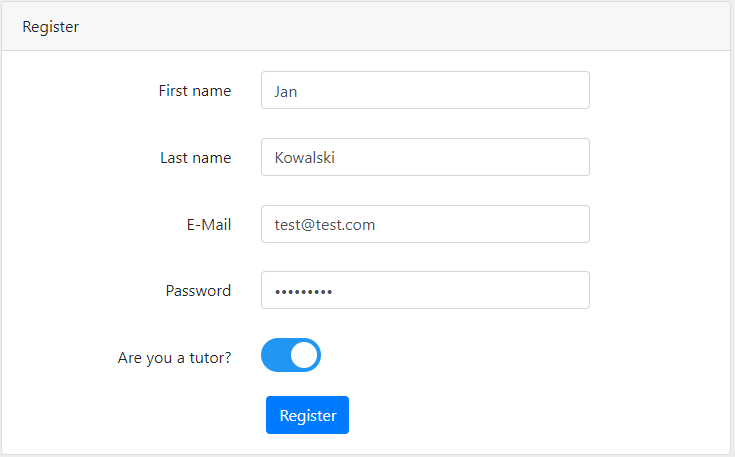 Register
First name Jan
Last name Kowalski
E-Mail test@test.com
Password •••••••••
Are you a tutor?
Register